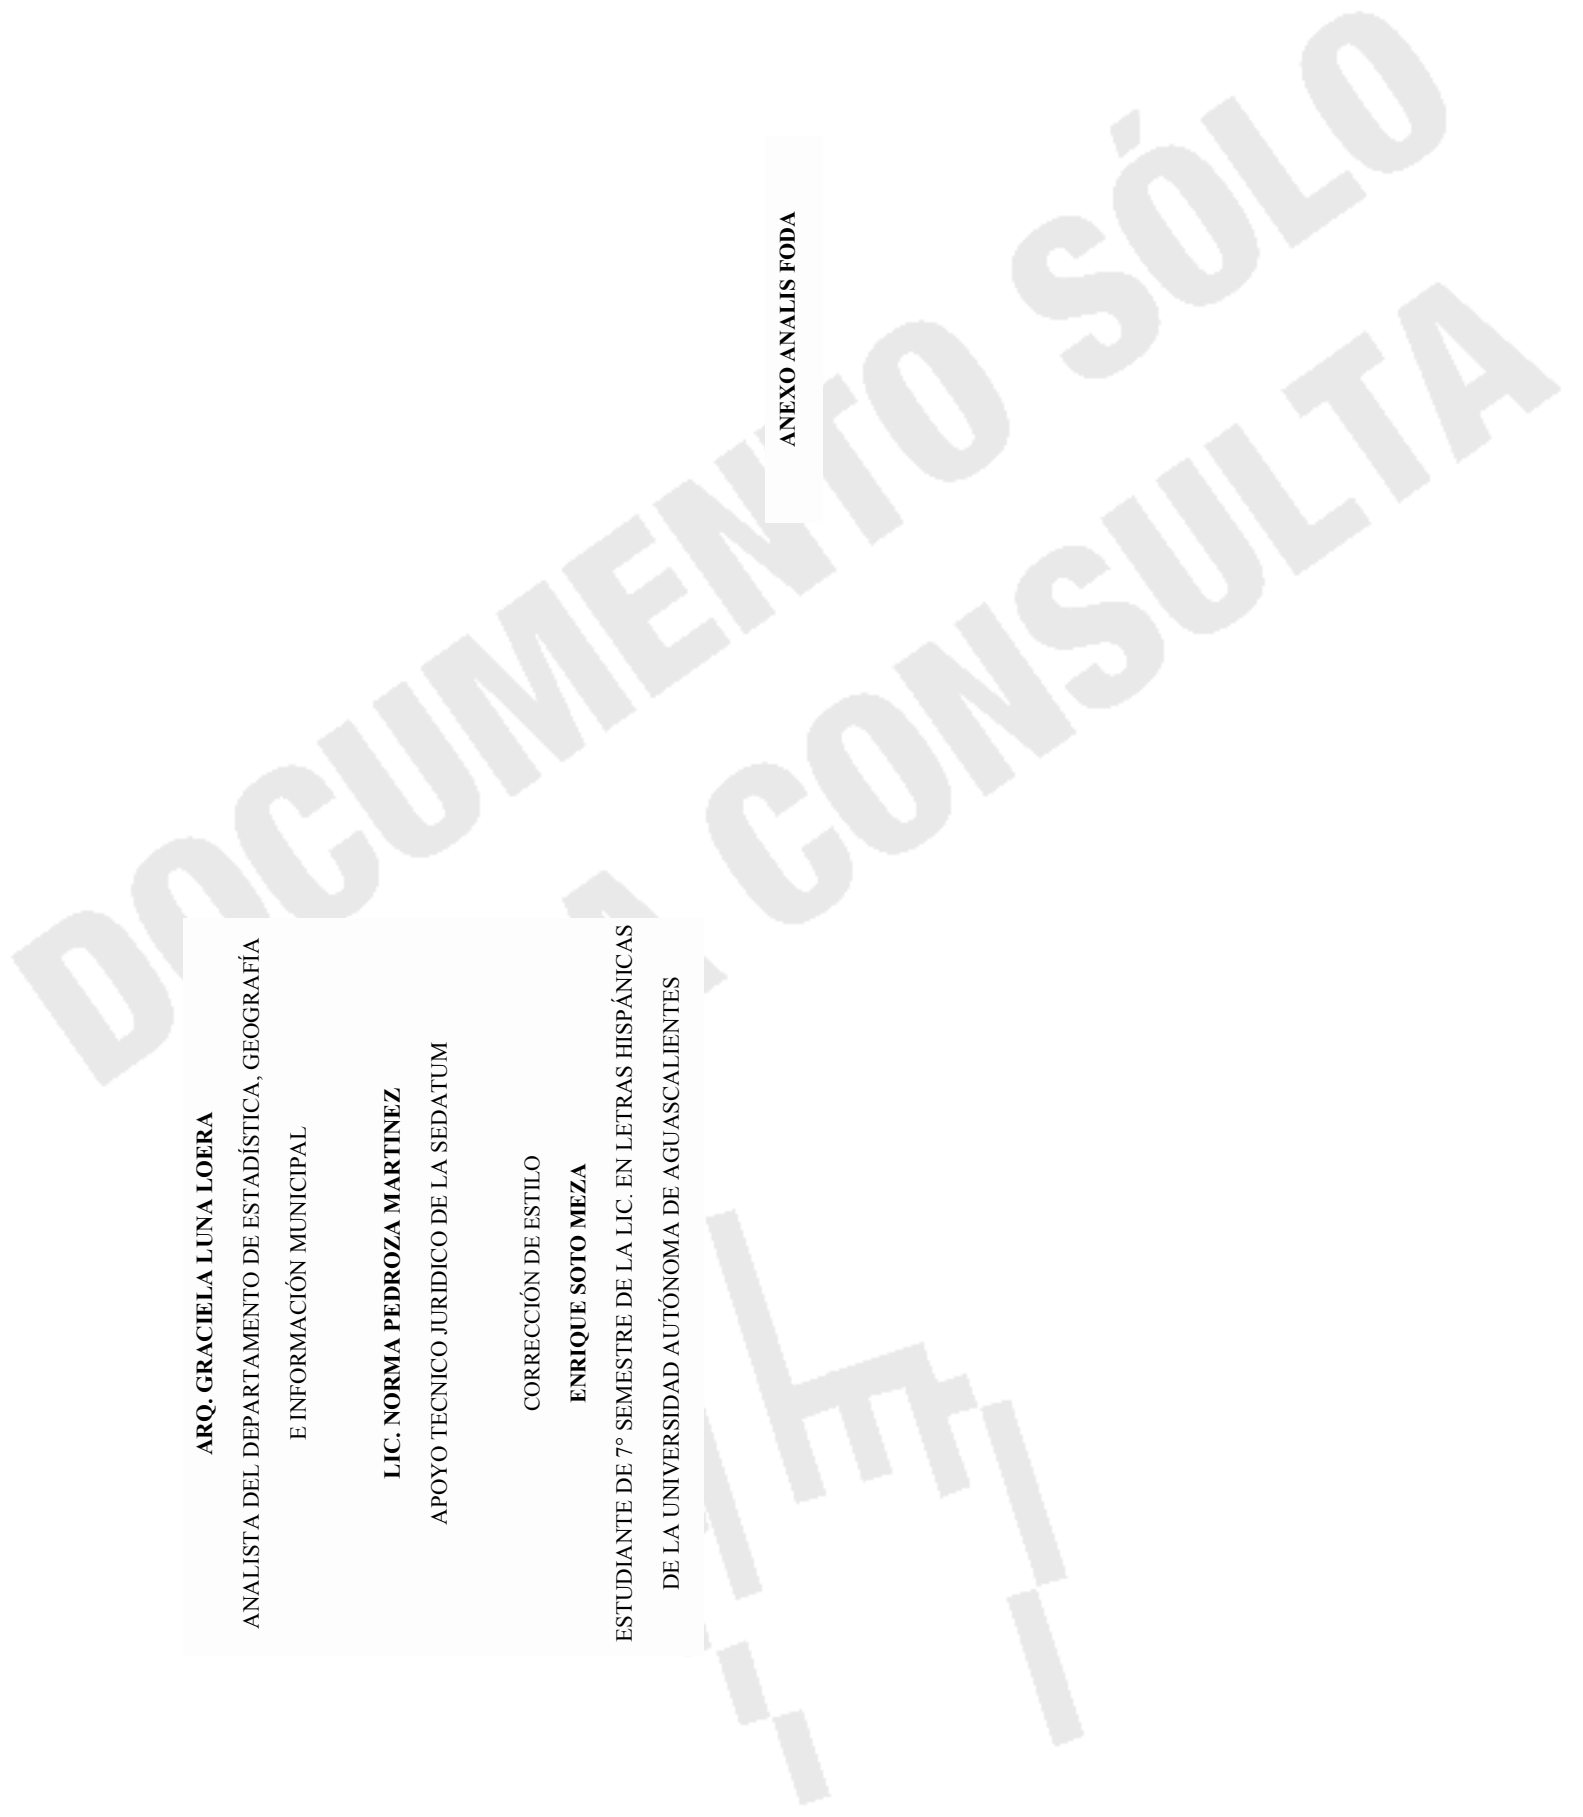 ARQ. GRACIELA LUNA LOERA
ANALISTA DEL DEPARTAMENTO DE ESTADÍSTICA, GEOGRAFÍA
E INFORMACIÓN MUNICIPAL
LIC. NORMA PEDROZA MARTINEZ
APOYO TECNICO JURIDICO DE LA SEDATUM
CORRECCIÓN DE ESTILO
ENRIQUE SOTO MEZA
ESTUDIANTE DE 7° SEMESTRE DE LA LIC. EN LETRAS HISPÁNICAS
DE LA UNIVERSIDAD AUTÓNOMA DE AGUASCALIENTES
ANEXO ANALIS FODA
DOCUMENTO SÓLO
A CONSULTA